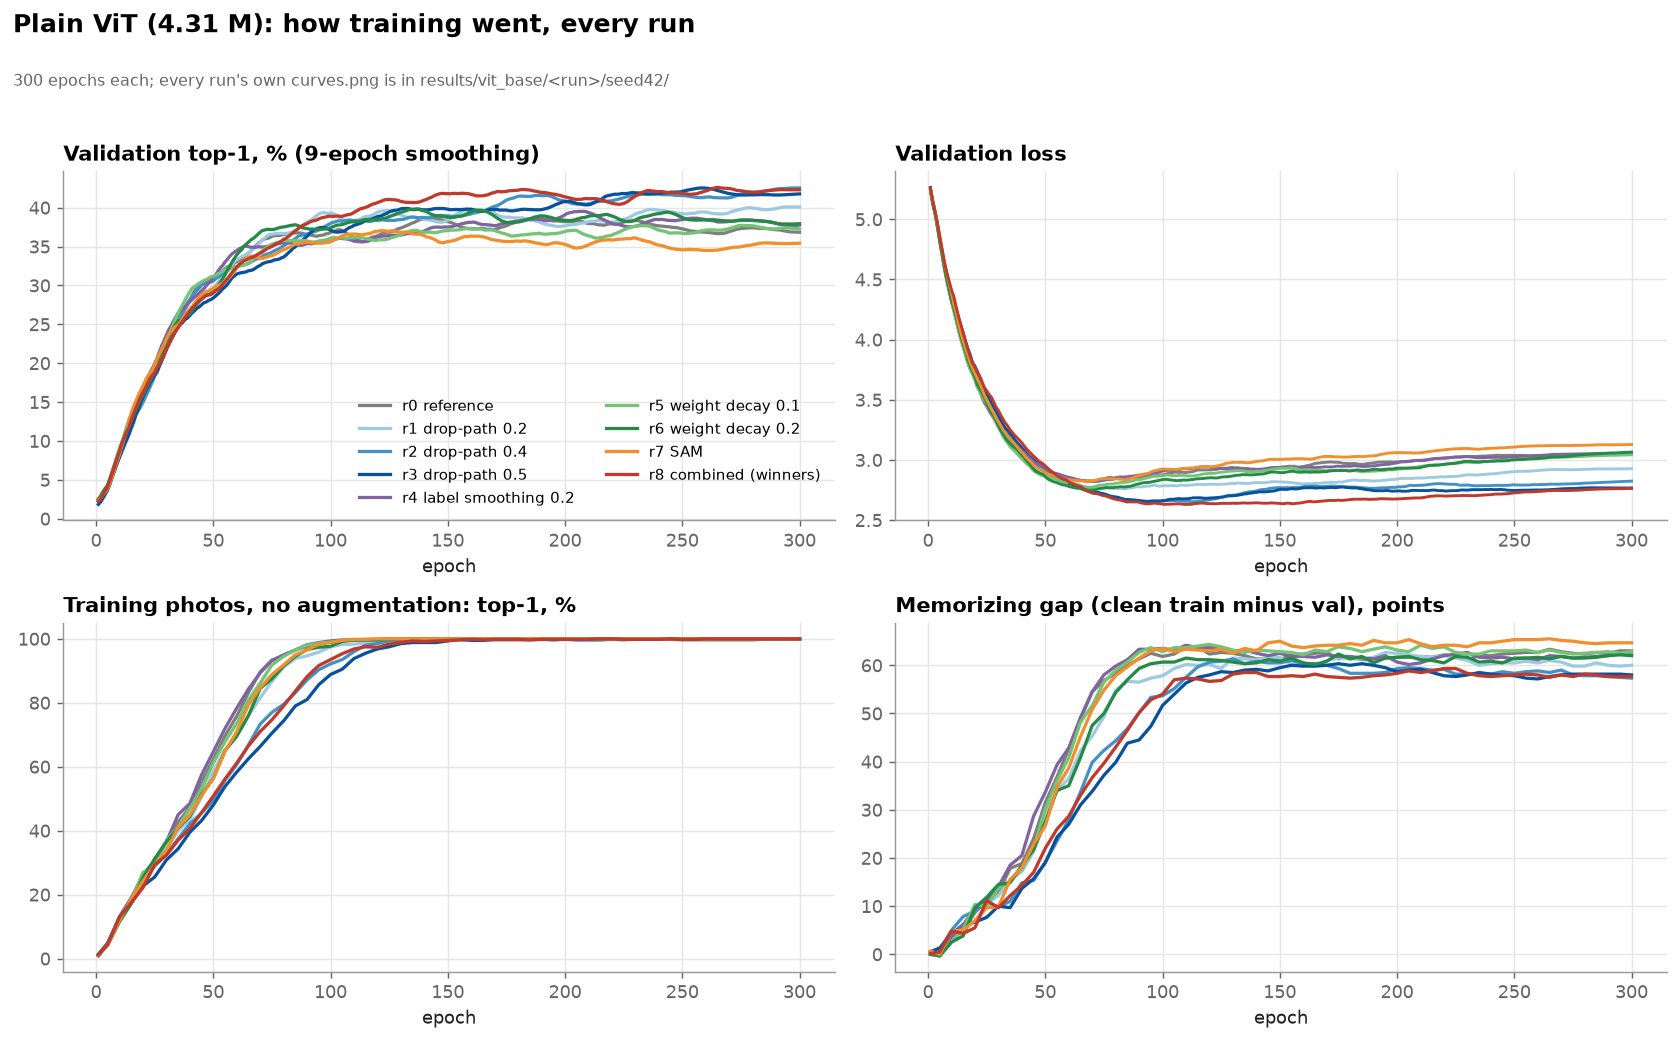 Plain ViT (4.31 M): how training went, every run
300 epochs each; every run's own curves.png is in results/vit_base/<run>/seed42/
Validation top-1, % (9-epoch smoothing)
40
35
30
25
20
15
10
5
0
r0 reference
r1 drop-path 0.2
r2 drop-path 0.4
r3 drop-path 0.5
r4 label smoothing 0.2
r5 weight decay 0.1
r6 weight decay 0.2
r7 SAM
r8 combined (winners)
0 50 100 150 200 250 300
epoch
Validation loss
5.0
4.5
4.0
3.5
3.0
2.5
0 50 100 150 200 250 300
epoch
Training photos, no augmentation: top-1, %
100
80
60
40
20
0
0 50 100 150 200 250 300
epoch
Memorizing gap (clean train minus val), points
60
50
40
30
20
10
0
0 50 100 150 200 250 300
epoch